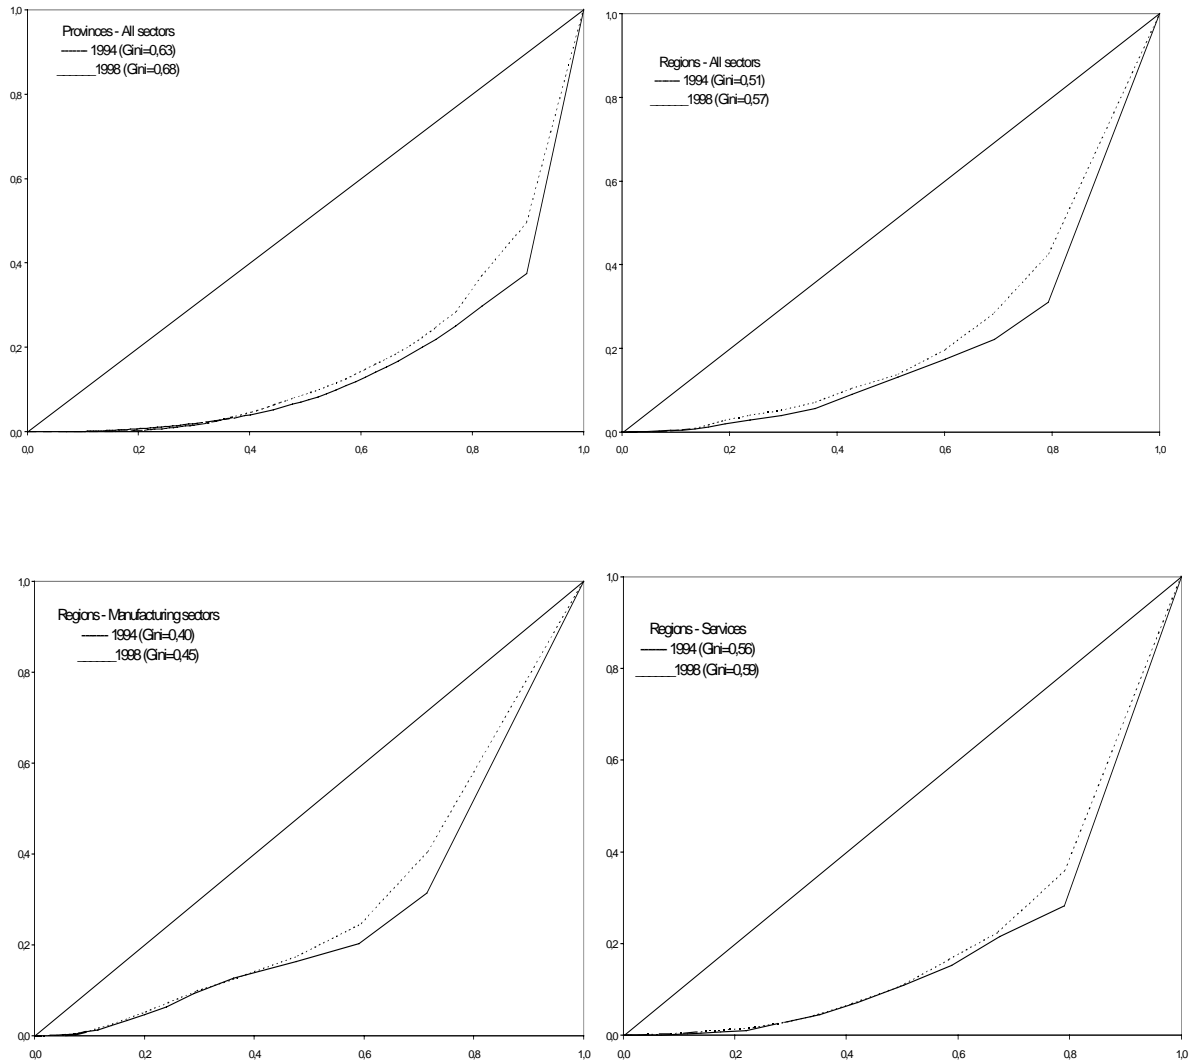 1,0
Provinces - All sectors
------- 1994 (Gini=0,63)
______1998 (Gini=0,68)
0,8
0,6
0,4
0,2
0,0
0,0 0,2 0,4 0,6 0,8 1,0
1,0
Regions - All sectors
------- 1994 (Gini=0,51)
______1998 (Gini=0,57)
0,8
0,6
0,4
0,2
0,0
0,0 0,2 0,4 0,6 0,8 1,0
1,0
Regions - Manufacturing sectors
------- 1994 (Gini=0,40)
______1998 (Gini=0,45)
0,8
0,6
0,4
0,2
0,0
0,0 0,2 0,4 0,6 0,8 1,0
1,0
Regions - Services
------- 1994 (Gini=0,56)
______1998 (Gini=0,59)
0,8
0,6
0,4
0,2
0,0
0,0 0,2 0,4 0,6 0,8 1,0